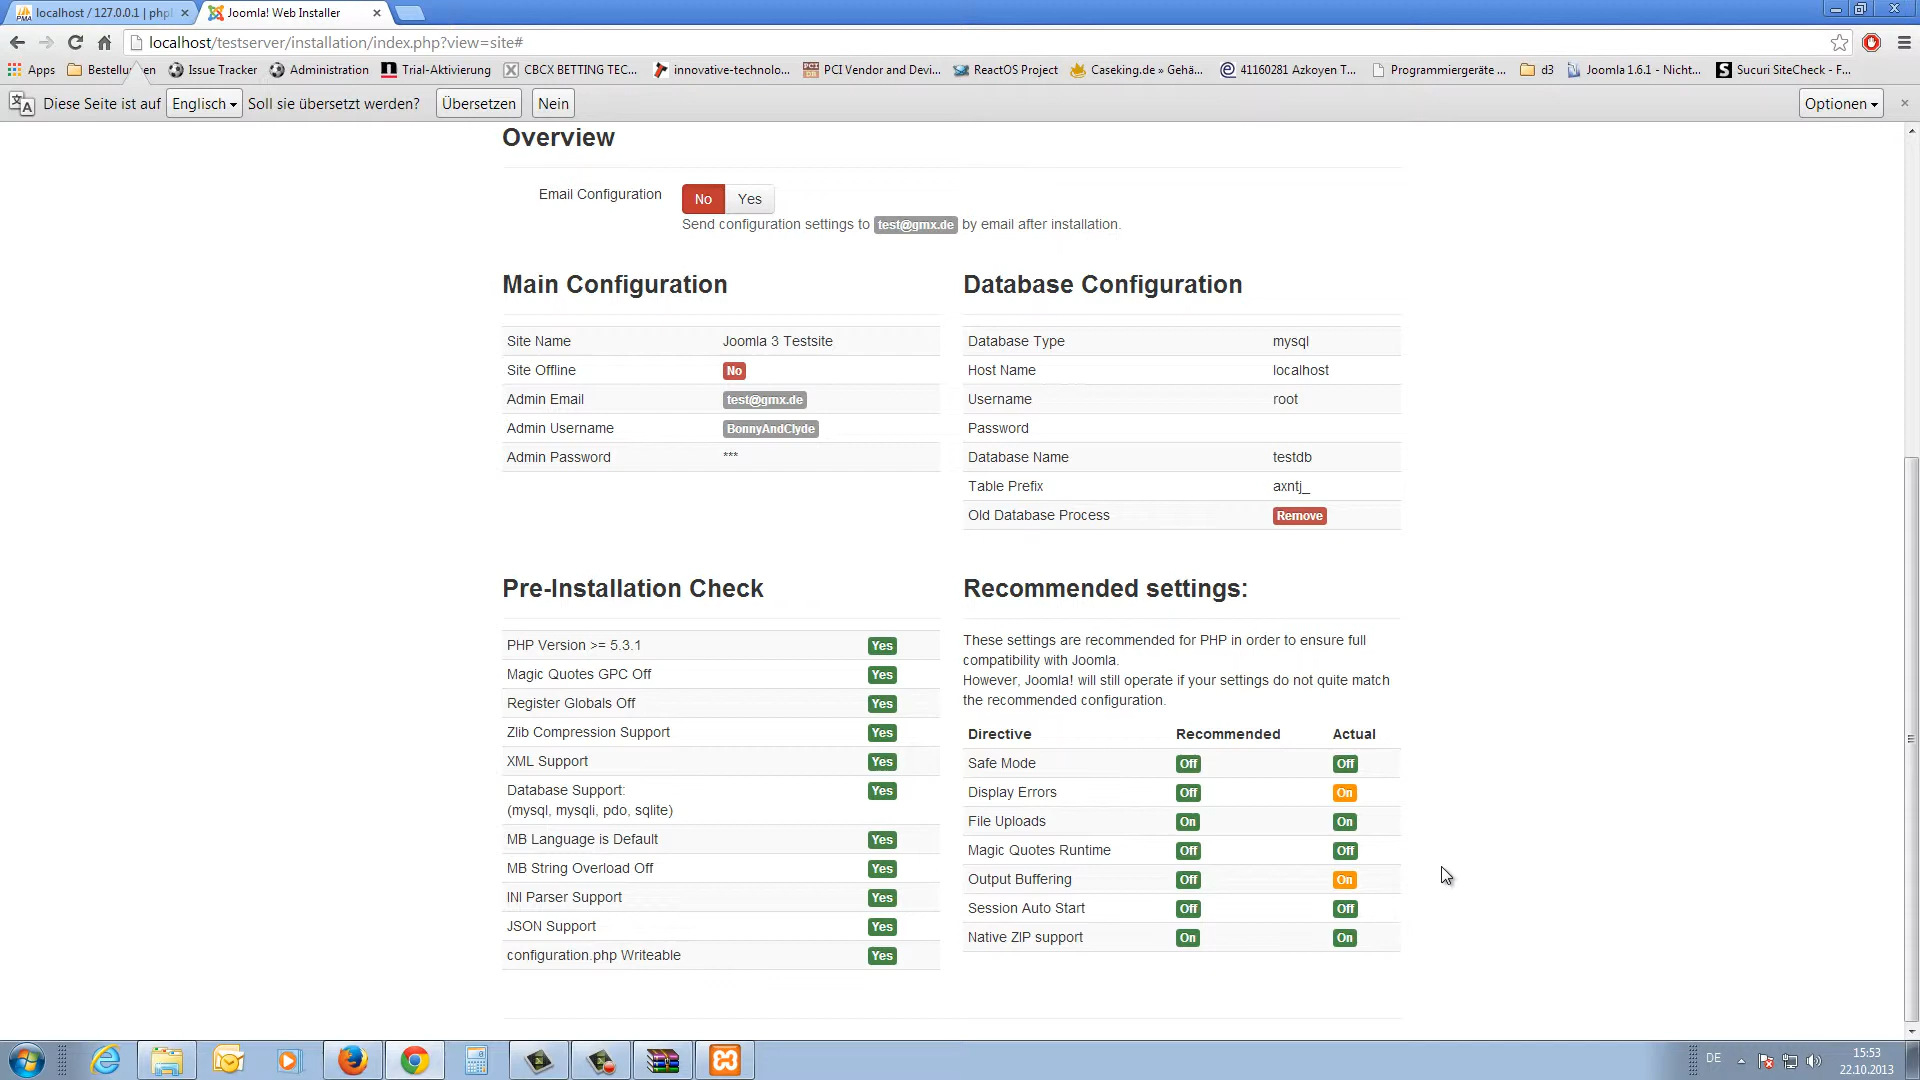 localhost / 127.0.0.1 | phpl
Joomla! Web Installer
localhost/testserver/installation/index.php?view=site#
Apps
Bestellungen
Issue Tracker
Administration
Trial-Aktivierung
CBCX BETTING TEC...
innovative-technolo...
PCI Vendor and Devi...
ReactOS Project
Caseking.de » Gehä...
41160281 Azkoyen T...
Programmiergeräte ...
d3
Joomla 1.6.1 - Nicht...
Sucuri SiteCheck - F...
Diese Seite ist auf Englisch Soll sie übersetzt werden? Übersetzen Nein
Optionen
Overview
Email Configuration No Yes
Send configuration settings to test@gmx.de by email after installation.
Main Configuration
Site Name Joomla 3 Testsite
Site Offline No
Admin Email test@gmx.de
Admin Username BonnyAndClyde
Admin Password ***
Database Configuration
Database Type mysql
Host Name localhost
Username root
Password
Database Name testdb
Table Prefix axntj_
Old Database Process Remove
Pre-Installation Check
PHP Version >= 5.3.1 Yes
Magic Quotes GPC Off Yes
Register Globals Off Yes
Zlib Compression Support Yes
XML Support Yes
Database Support: Yes
(mysql, mysqli, pdo, sqlite)
MB Language is Default Yes
MB String Overload Off Yes
INI Parser Support Yes
JSON Support Yes
configuration.php Writeable Yes
Recommended settings:
These settings are recommended for PHP in order to ensure full
compatibility with Joomla.
However, Joomla! will still operate if your settings do not quite match
the recommended configuration.
Directive Recommended Actual
Safe Mode Off Off
Display Errors Off On
File Uploads On On
Magic Quotes Runtime Off Off
Output Buffering Off On
Session Auto Start Off Off
Native ZIP support On On
DE
15:53
22.10.2013